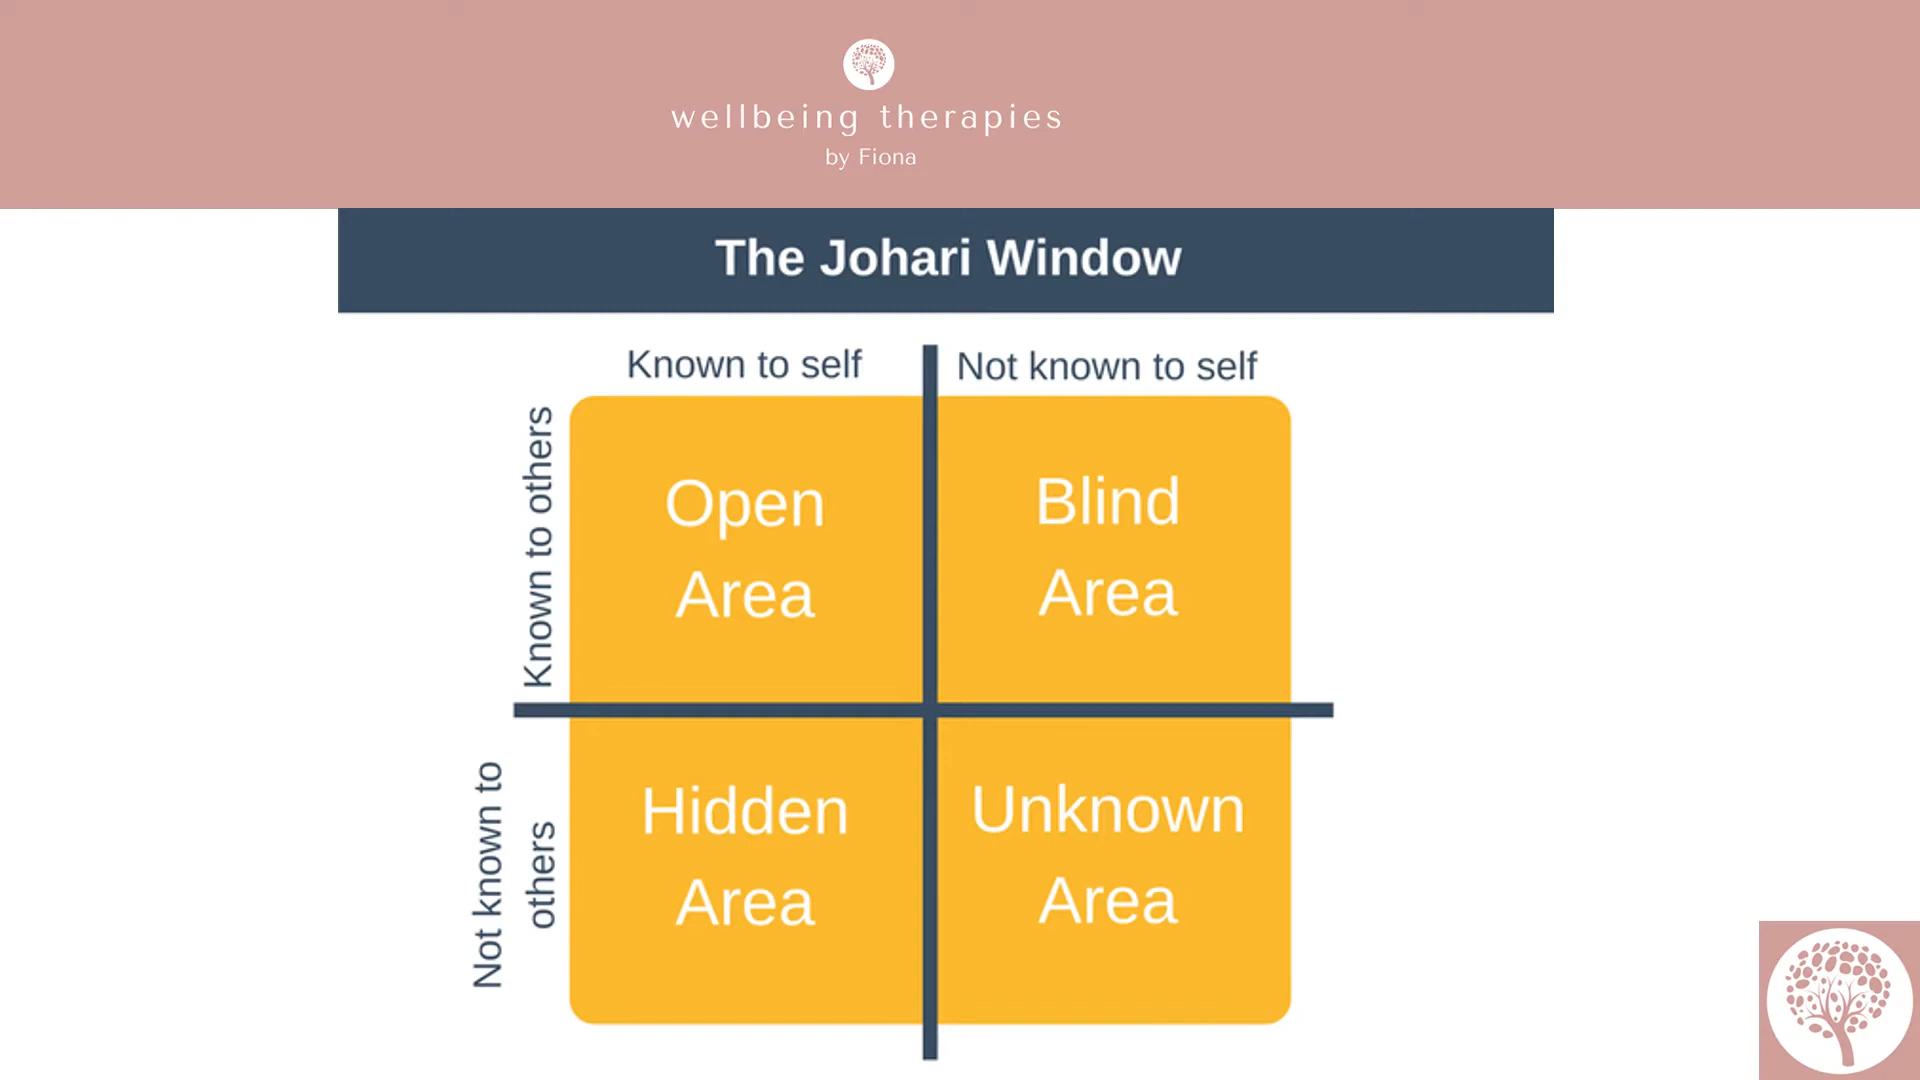 wellbeing therapies
by Fiona
The Johari Window
Known to self
Not known to self
Known to others
Open
Area
Blind
Area
Not known to
others
Hidden
Area
Unknown
Area